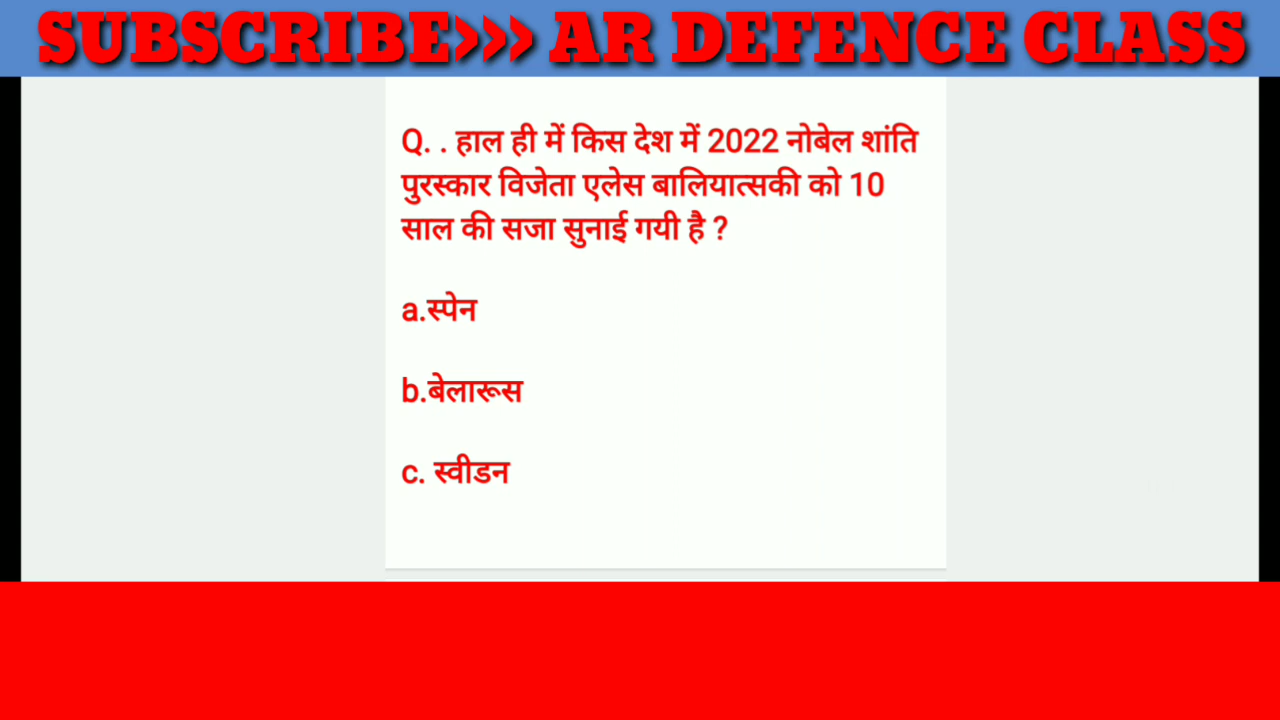 SUBSCRIBE>>> AR DEFENCE CLASS
Q. . हाल ही में किस देश में 2022 नोबेल शांति
पुरस्कार विजेता एलेस बालियात्सकी को 10
साल की सजा सुनाई गयी है ?
a.स्पेन
b.बेलारूस
c. स्वीडन